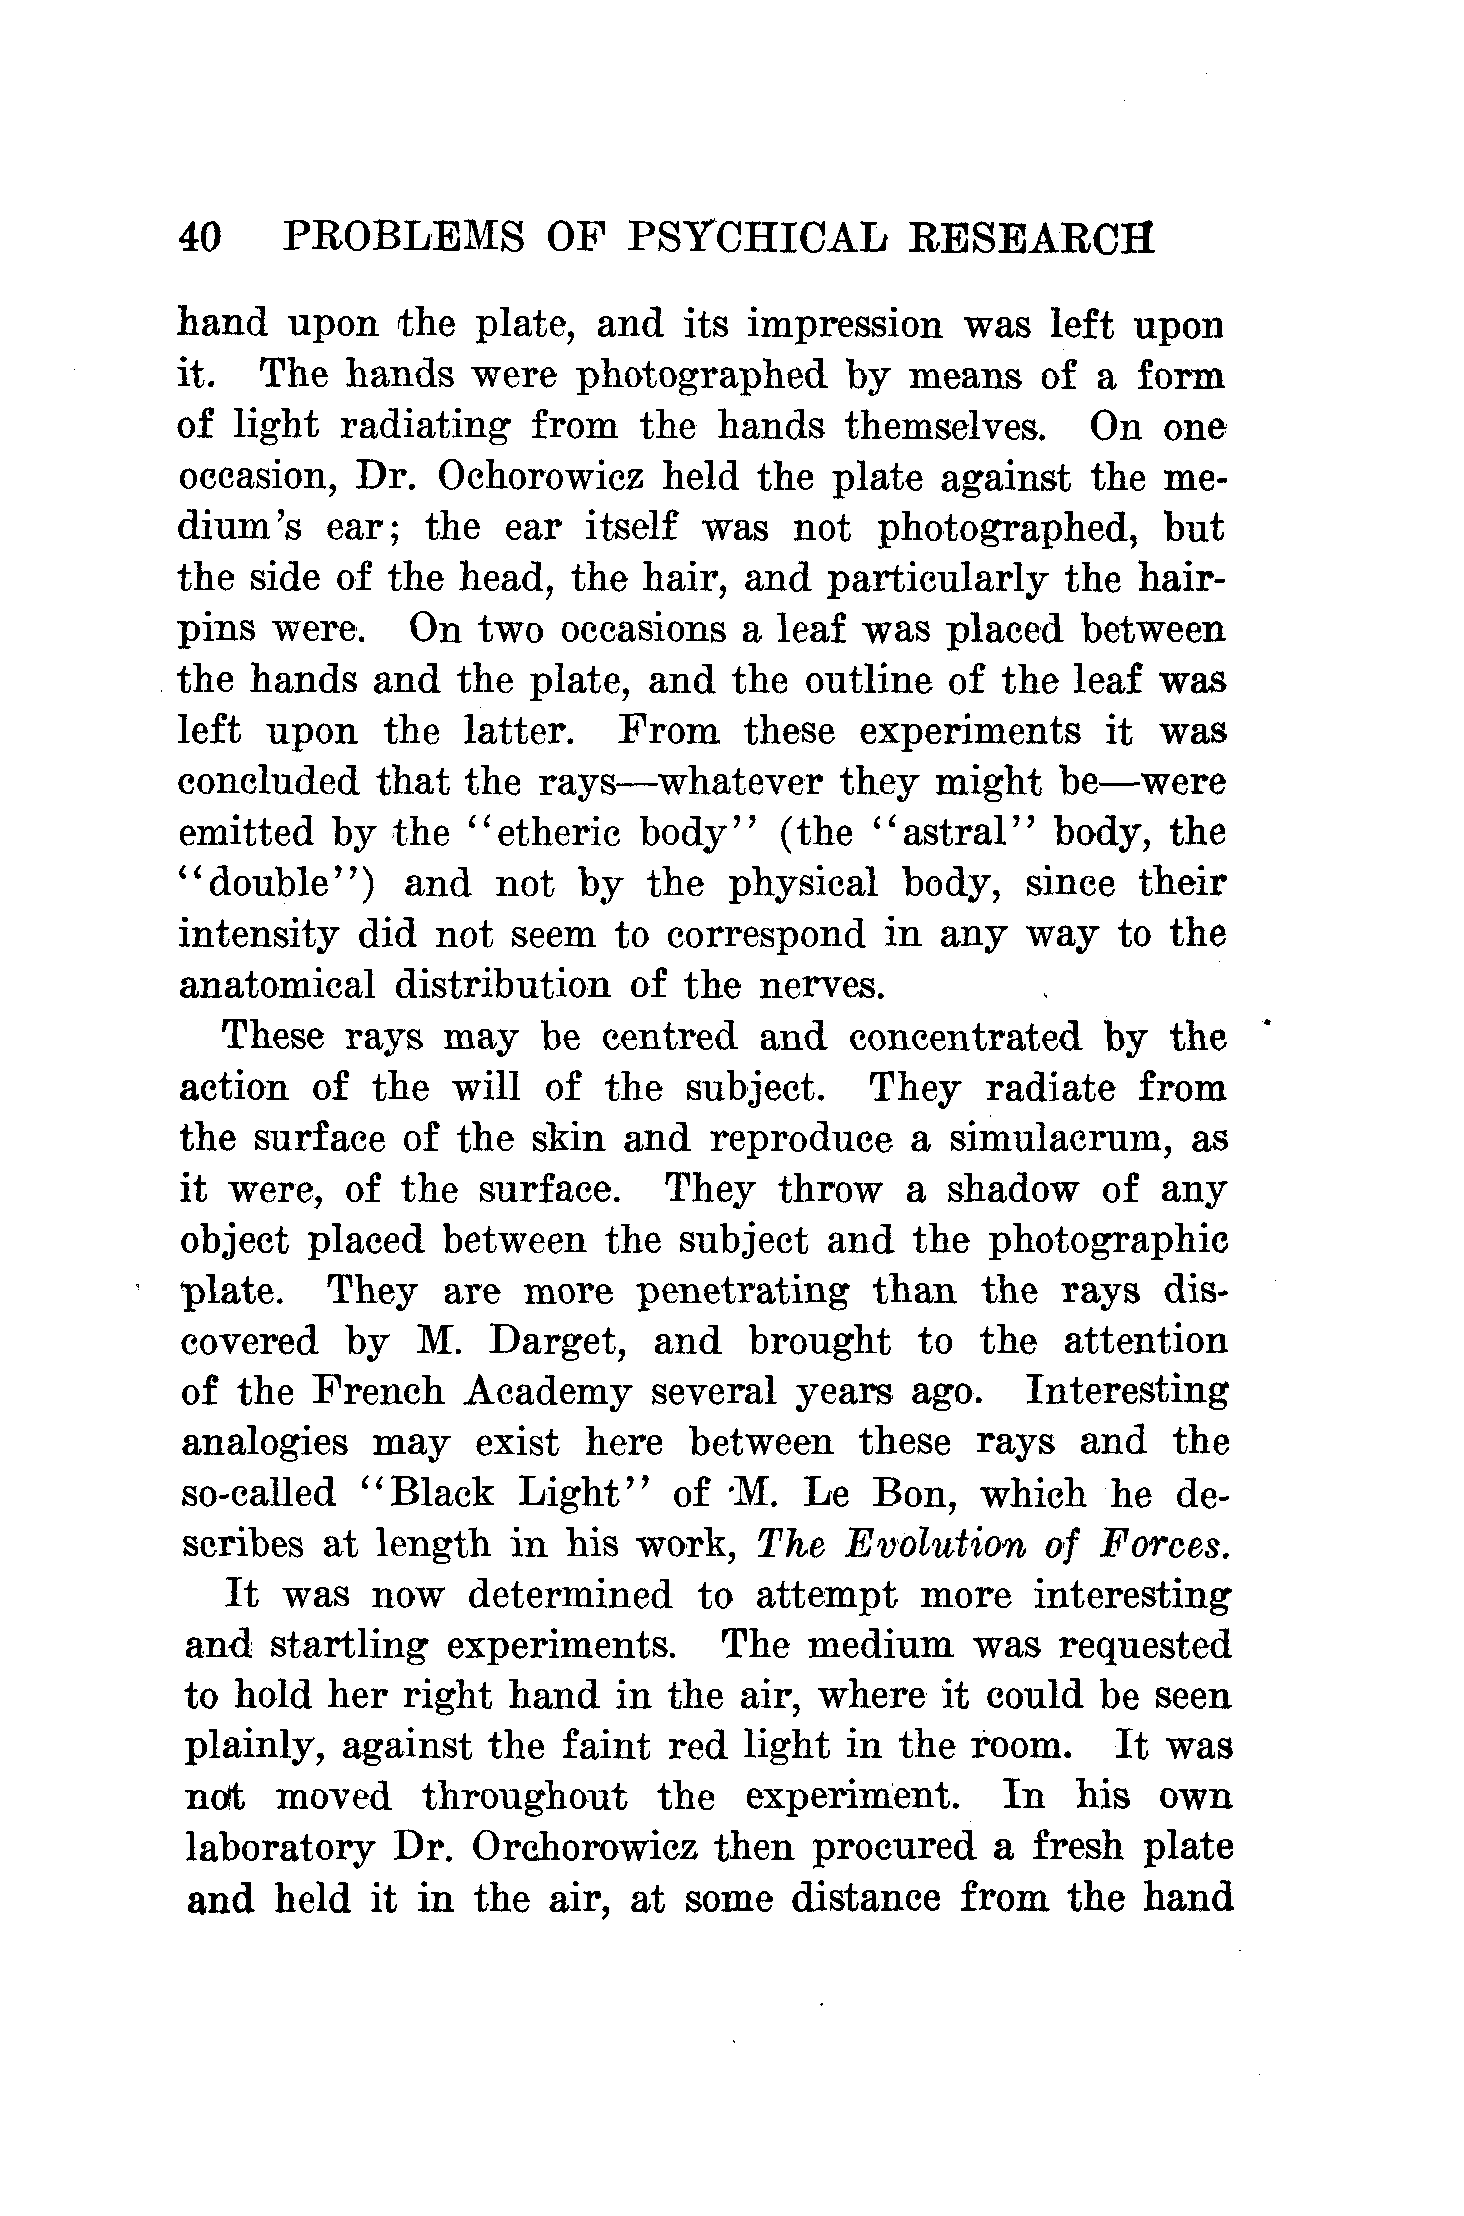 40 PROBLEMS OF PSYCHICAL RESEARCH
hand upon the plate, and its impression was left upon
it. The hands were photographed by means of a form
of light radiating from the hands themselves. On one
occasion, Dr. Ochorowicz held the plate against the me-
dium's ear; the ear itself was not photographed, but
the side of the head, the hair, and particularly the hair-
pins were. On two occasions a leaf was placed between
the hands and the plate, and the outline of the leaf was
left upon the latter. From these experiments it was
concluded that the rays—whatever they might be—were
emitted by the "etheric body" (the "astral" body, the
"double") and not by the physical body, since their
intensity did not seem to correspond in any way to the
anatomical distribution of the nerves.
These rays may be centred and concentrated by the
action of the will of the subject. They radiate from
the surface of the skin and reproduce a simulacrum, as
it were, of the surface. They throw a shadow of any
object placed between the subject and the photographic
plate. They are more penetrating than the rays dis-
covered by M. Darget, and brought to the attention
of the French Academy several years ago. Interesting
analogies may exist here between these rays and the
so-called "Black Light" of M. Le Bon, which he de-
scribes at length in his work, The Evolution of Forces.
It was now determined to attempt more interesting
and startling experiments. The medium was requested
to hold her right hand in the air, where it could be seen
plainly, against the faint red light in the room. It was
not moved throughout the experiment. In his own
laboratory Dr. Orchorowicz then procured a fresh plate
and held it in the air, at some distance from the hand